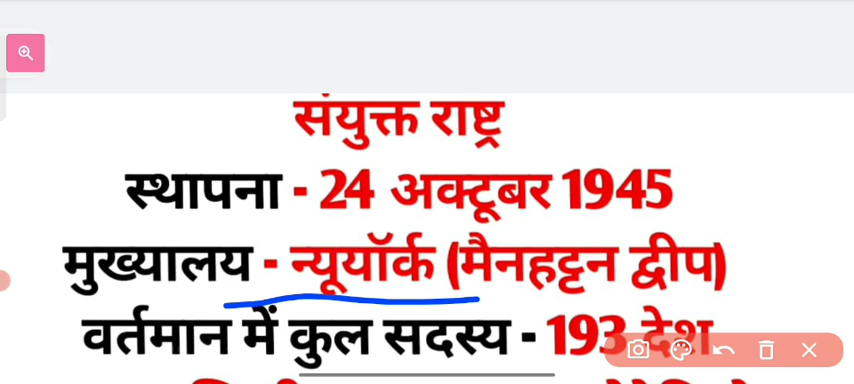 संयुक्त राष्ट्र
स्थापना - 24 अक्टूबर 1945
मुख्यालय - न्यूयॉर्क (मैनहट्टन द्वीप)
वर्तमान में कुल सदस्य - 193 देश